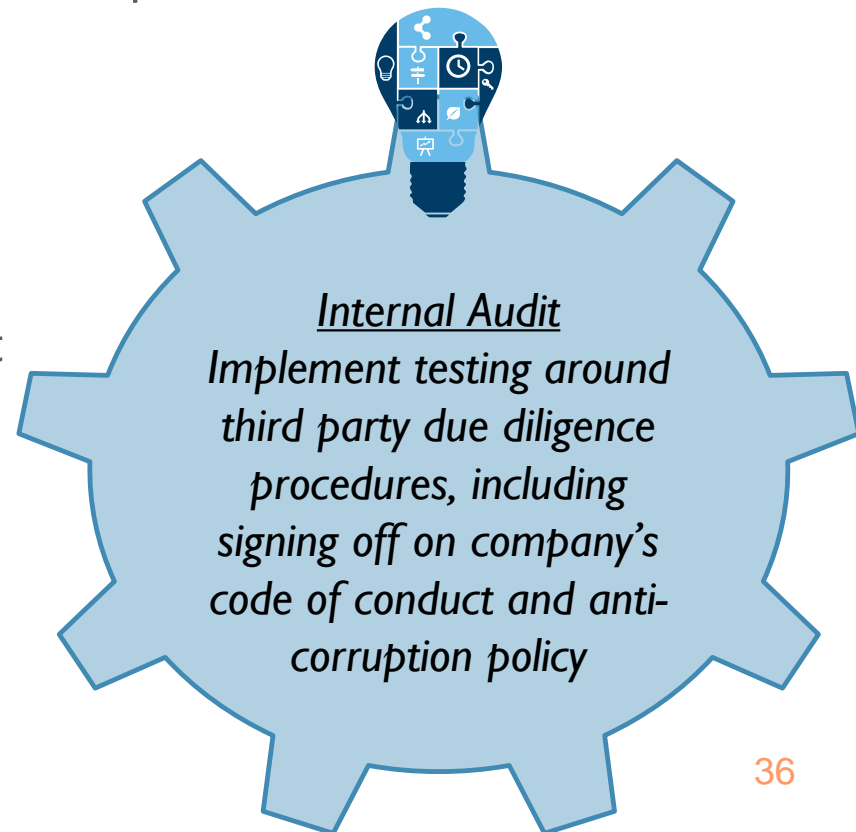 Internal Audit
Implement testing around
third party due diligence
procedures, including
signing off on company’s
code of conduct and anti-
corruption policy
36